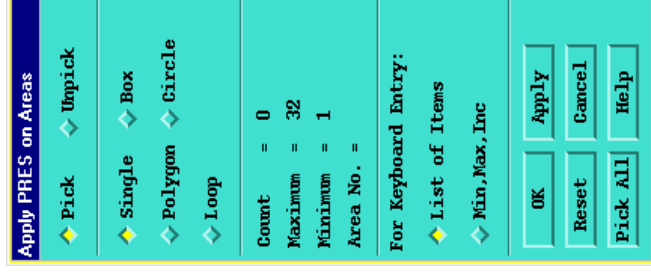 Apply PRES on Areas
Pick Unpick
Single Box
Polygon Circle
Loop
Count = 0
Maximum = 32
Minimum = 1
Area No. =
For Keyboard Entry:
List of Items
Min,Max,Inc
OK Apply
Reset Cancel
Pick All Help